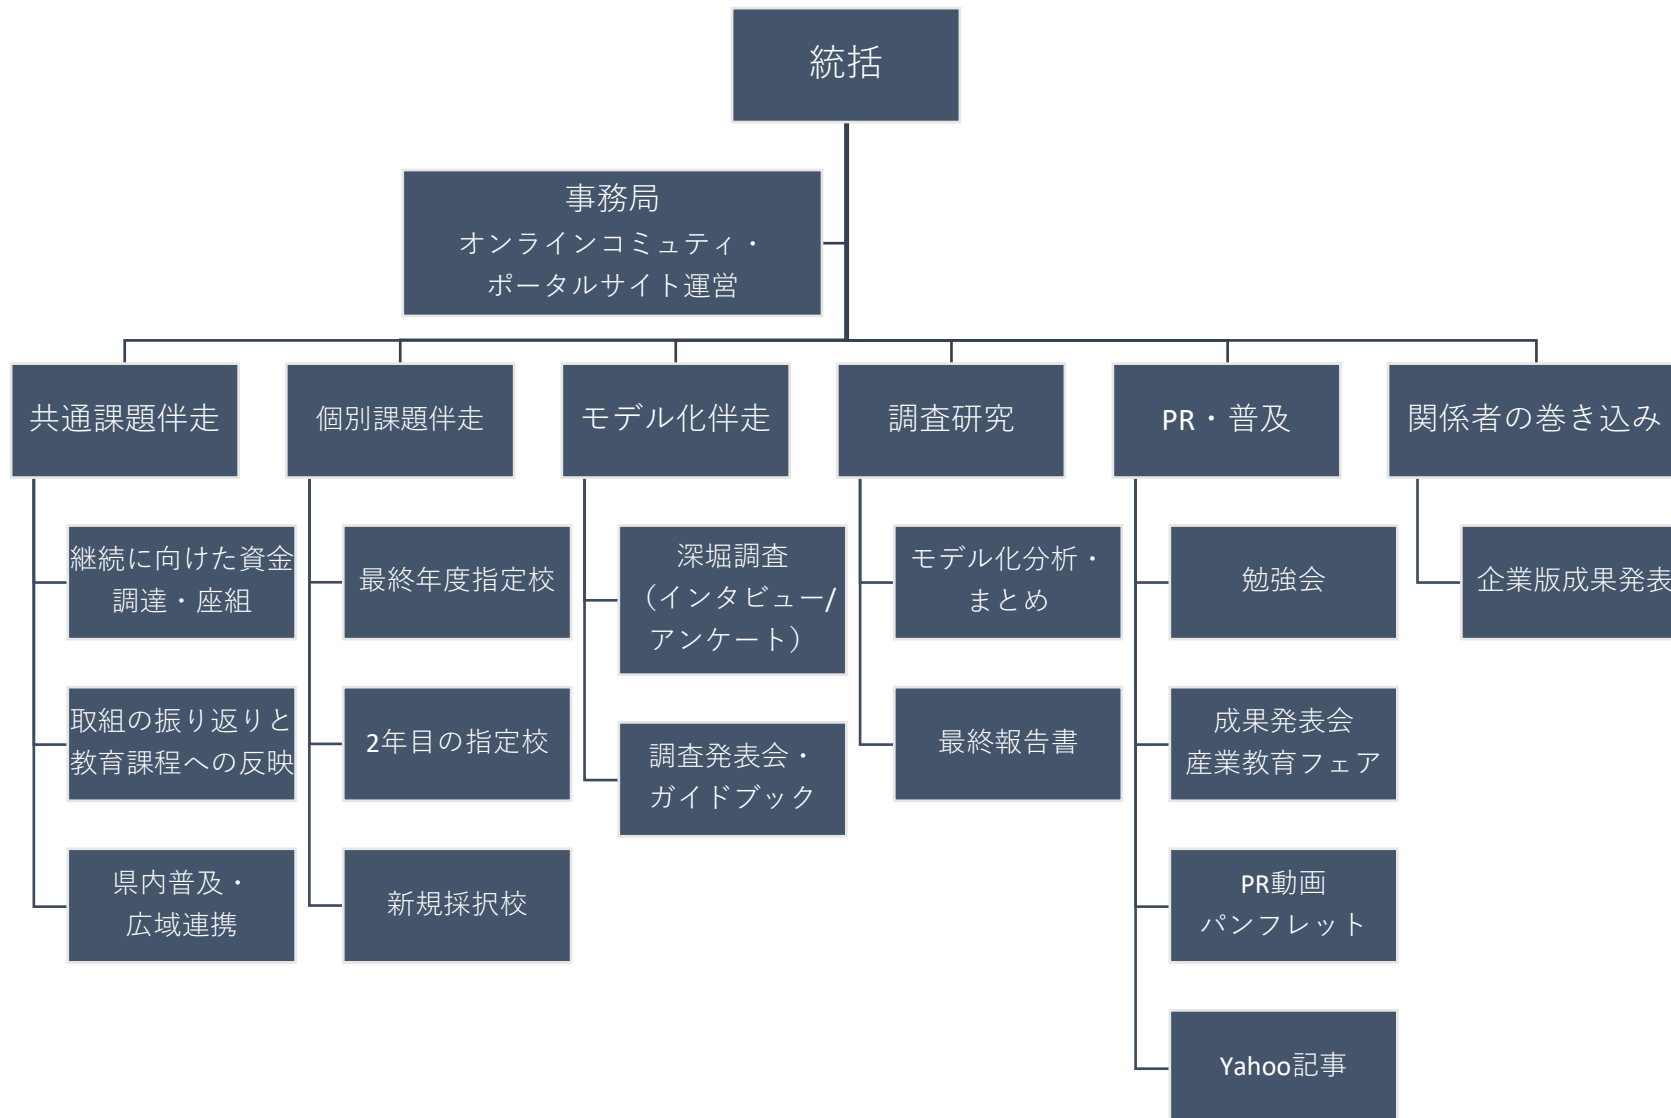 統括
事務局
オンラインコミュティ・
ポータルサイト運営
共通課題伴走
継続に向けた資金
調達・座組
取組の振り返りと
教育課程への反映
県内普及・
広域連携
個別課題伴走
最終年度指定校
2年目の指定校
新規採択校
モデル化伴走
深堀調査
（インタビュー/
アンケート）
調査発表会・
ガイドブック
調査研究
モデル化分析・
まとめ
最終報告書
PR・普及
勉強会
成果発表会
産業教育フェア
PR動画
パンフレット
Yahoo記事
関係者の巻き込み
企業版成果発表